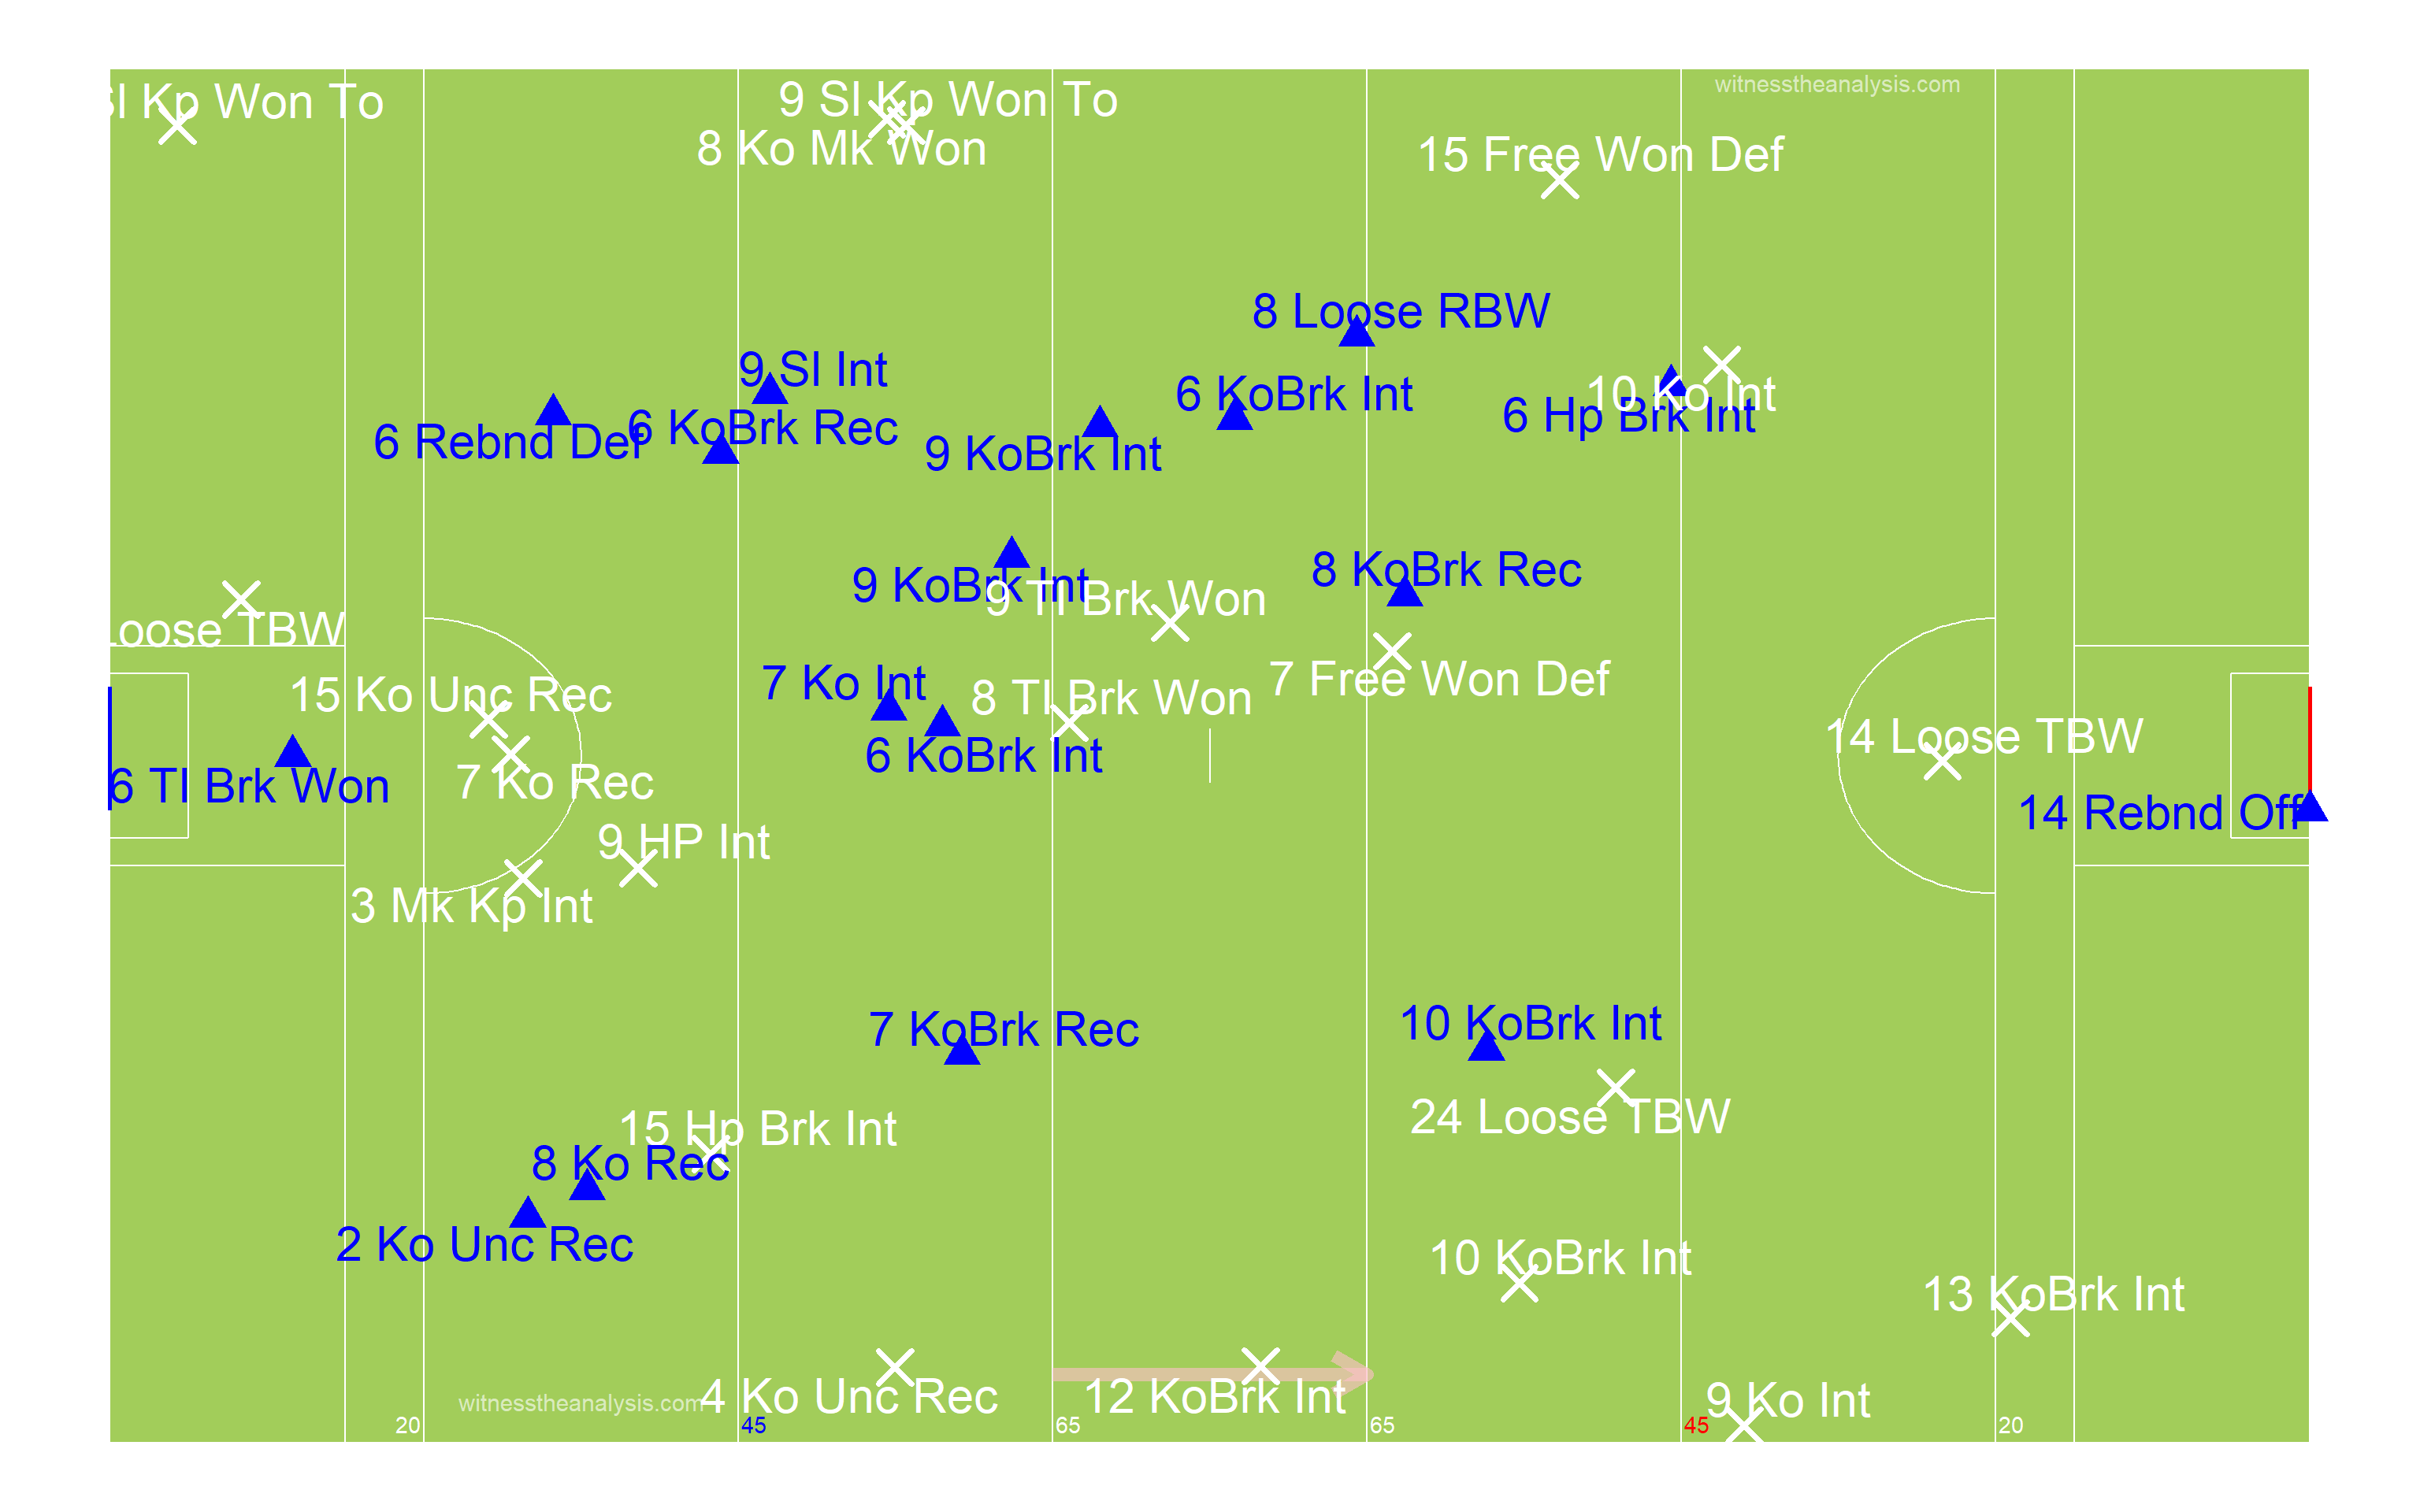 witnesstheanalysis.com
Sl Kp Won To
9 Sl Kp Won To
8 Ko Mk Won
15 Free Won Def
8 Loose RBW
9 Sl Int
6 KoBrk Int
10 Ko Int
6 Hp Brk Int
6 Rebnd Def
6 KoBrk Rec
9 KoBrk Int
8 KoBrk Rec
9 KoBrk Int
9 Tl Brk Won
Loose TBW
15 Ko Unc Rec
7 Ko Int
8 Tl Brk Won
7 Free Won Def
14 Loose TBW
6 KoBrk Int
7 Ko Rec
6 Tl Brk Won
14 Rebnd Off
9 HP Int
3 Mk Kp Int
7 KoBrk Rec
10 KoBrk Int
24 Loose TBW
15 Hp Brk Int
8 Ko Rec
2 Ko Unc Rec
10 KoBrk Int
13 KoBrk Int
4 Ko Unc Rec
12 KoBrk Int
9 Ko Int
witnesstheanalysis.com
20
45
65
65
45
20